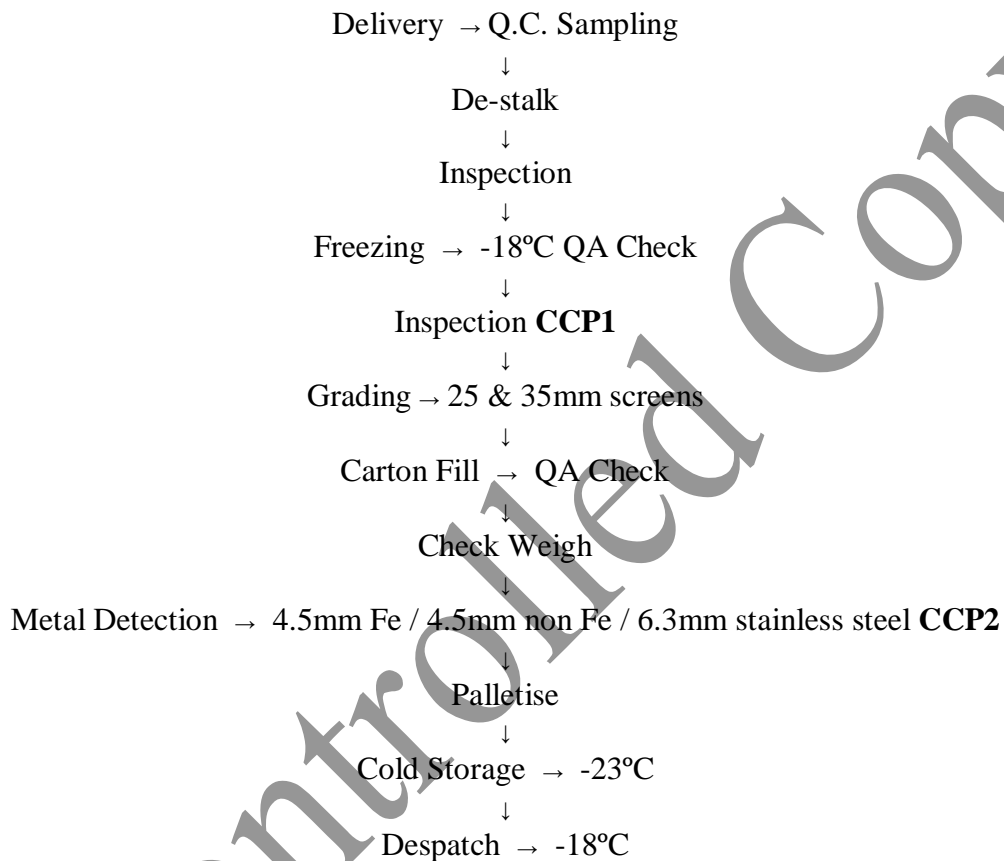 Delivery → Q.C. Sampling
↓
De-stalk
↓
Inspection
↓
Freezing → -18ºC QA Check
↓
Inspection CCP1
↓
Grading → 25 & 35mm screens
↓
Carton Fill → QA Check
↓
Check Weigh
↓
Metal Detection → 4.5mm Fe / 4.5mm non Fe / 6.3mm stainless steel CCP2
↓
Palletise
↓
Cold Storage → -23ºC
↓
Despatch → -18ºC